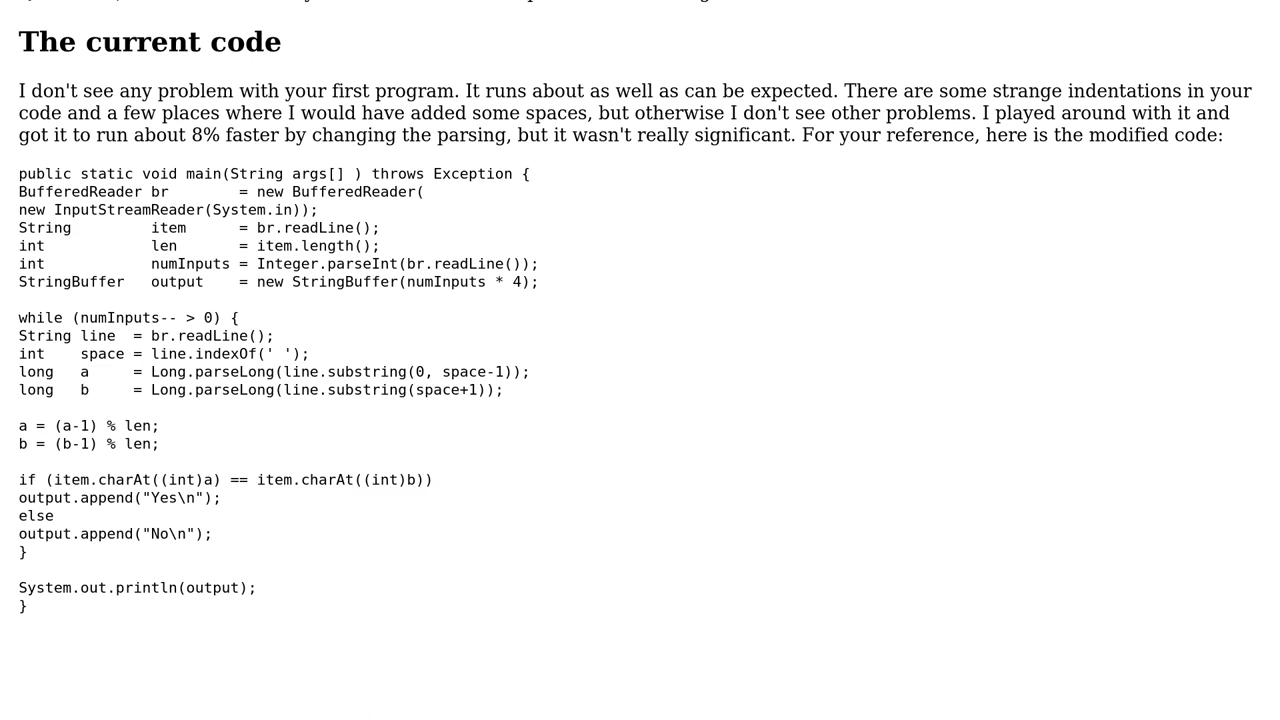 The current code
I don't see any problem with your first program. It runs about as well as can be expected. There are some strange indentations in your
code and a few places where I would have added some spaces, but otherwise I don't see other problems. I played around with it and
got it to run about 8% faster by changing the parsing, but it wasn't really significant. For your reference, here is the modified code:
public static void main(String args[] ) throws Exception {
BufferedReader br        = new BufferedReader(
new InputStreamReader(System.in));
String         item      = br.readLine();
int            len       = item.length();
int            numInputs = Integer.parseInt(br.readLine());
StringBuffer   output    = new StringBuffer(numInputs * 4);
while (numInputs-- > 0) {
String line  = br.readLine();
int    space = line.indexOf(' ');
long   a     = Long.parseLong(line.substring(0, space-1));
long   b     = Long.parseLong(line.substring(space+1));
a = (a-1) % len;
b = (b-1) % len;
if (item.charAt((int)a) == item.charAt((int)b))
output.append("Yes\n");
else
output.append("No\n");
}
System.out.println(output);
}